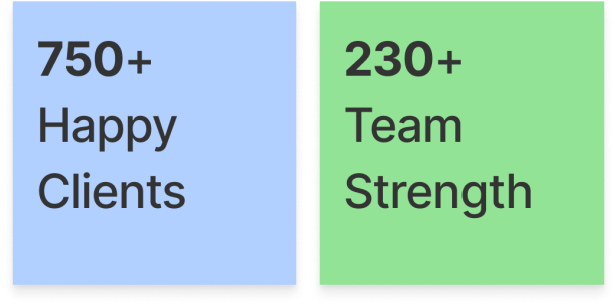 750+
Happy
Clients
230+
Team
Strength